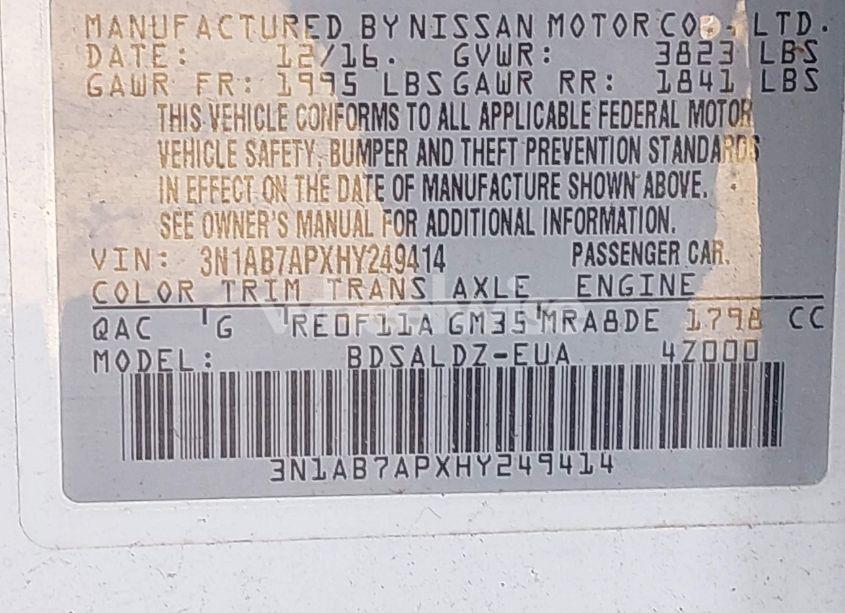 MANUFACTURED BY NISSAN MOTOR CO., LTD.
DATE: 12/16. GVWR: 3823 LBS
GAWR FR: 1995 LBS GAWR RR: 1841 LBS
THIS VEHICLE CONFORMS TO ALL APPLICABLE FEDERAL MOTOR
VEHICLE SAFETY, BUMPER AND THEFT PREVENTION STANDARDS
IN EFFECT ON THE DATE OF MANUFACTURE SHOWN ABOVE.
SEE OWNER'S MANUAL FOR ADDITIONAL INFORMATION.
VIN: 3N1AB7APXHY249414 PASSENGER CAR.
COLOR TRIM TRANS AXLE ENGINE
QAC G RE0F11A GM35 MRA8DE 1798 CC
MODEL: BDSALDZ-EUA 4Z000
3N1AB7APXHY249414